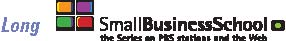 Long SmallBusinessSchool
the Series on PBS stations and the Web